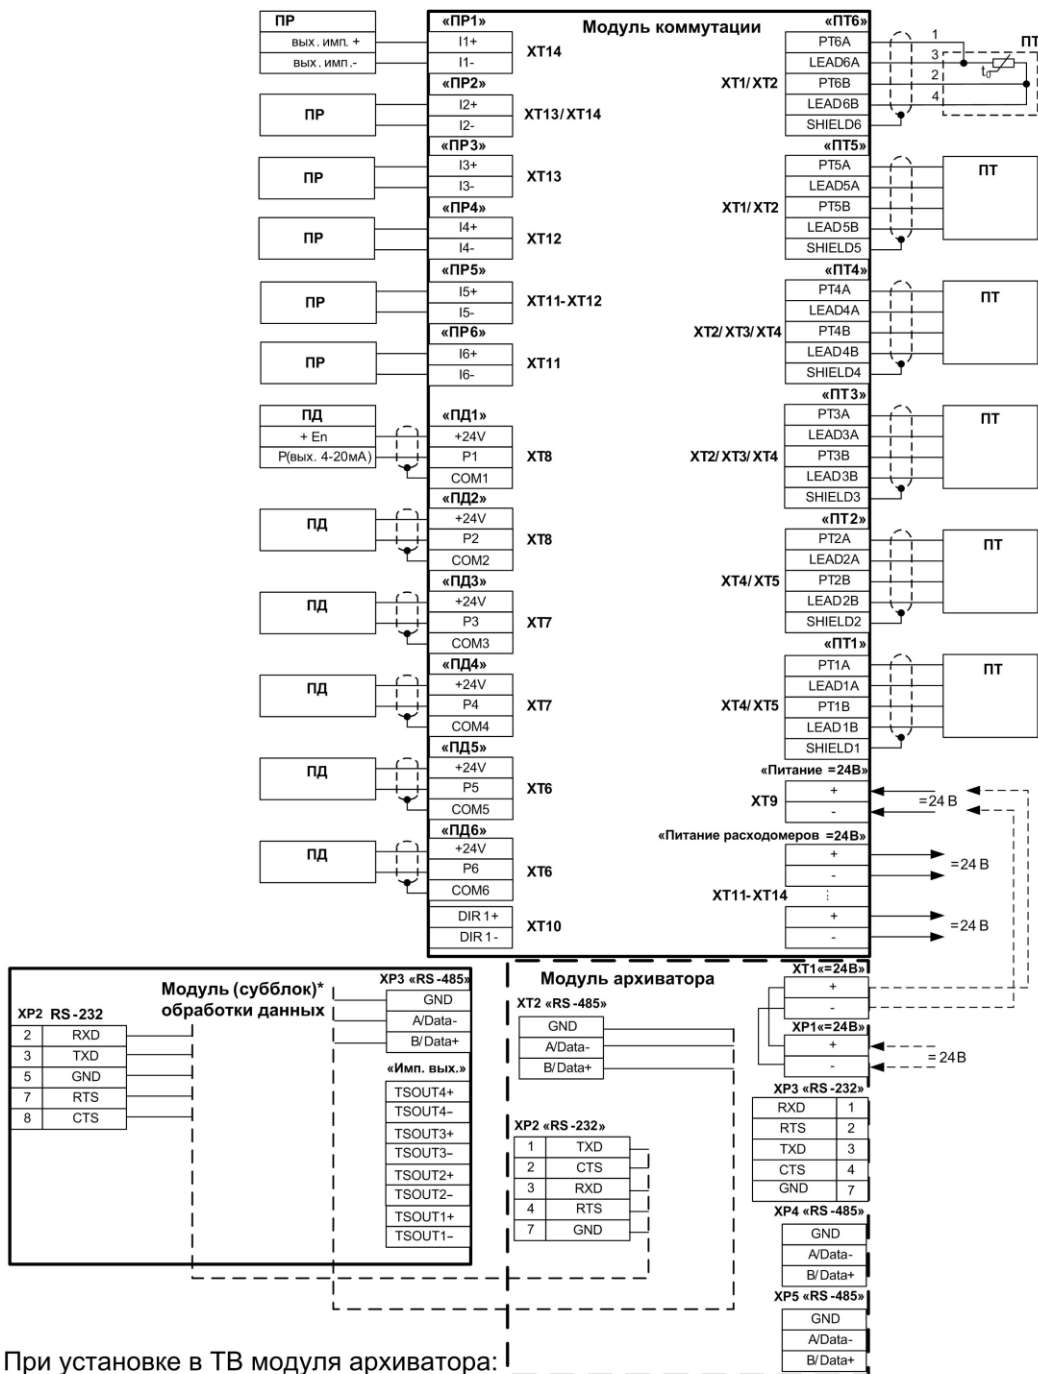 Модуль коммутации
ПР
вых. имп. +
вых. имп.-
«ПР1»
I1+
I1-
XT14
«ПР2»
ПР
I2+
I2-
XT13/XT14
«ПР3»
ПР
I3+
I3-
XT13
«ПР4»
ПР
I4+
I4-
XT12
«ПР5»
ПР
I5+
I5-
XT11-XT12
«ПР6»
ПР
I6+
I6-
XT11
ПД
+ En
P(вых. 4-20мА)
«ПД1»
+24V
P1
COM1
XT8
«ПД2»
ПД
+24V
P2
COM2
XT8
«ПД3»
ПД
+24V
P3
COM3
XT7
«ПД4»
ПД
+24V
P4
COM4
XT7
«ПД5»
ПД
+24V
P5
COM5
XT6
«ПД6»
ПД
+24V
P6
COM6
XT6
DIR 1+
DIR 1-
XT10
«ПТ6»
PT6A
LEAD6A
PT6B
LEAD6B
SHIELD6
XT1/XT2
1
3
2
4
ПТ
t0
«ПТ5»
PT5A
LEAD5A
PT5B
LEAD5B
SHIELD5
XT1/XT2
ПТ
«ПТ4»
PT4A
LEAD4A
PT4B
LEAD4B
SHIELD4
XT2/XT3/XT4
ПТ
«ПТ3»
PT3A
LEAD3A
PT3B
LEAD3B
SHIELD3
XT2/XT3/XT4
ПТ
«ПТ2»
PT2A
LEAD2A
PT2B
LEAD2B
SHIELD2
XT4/XT5
ПТ
«ПТ1»
PT1A
LEAD1A
PT1B
LEAD1B
SHIELD1
XT4/XT5
ПТ
«Питание =24В»
XT9
+
-
=24 В
«Питание расходомеров =24В»
+
-
=24 В
XT11-XT14
⋮
+
-
=24 В
Модуль (субблок)*
обработки данных
XP2 RS-232
2 RXD
3 TXD
5 GND
7 RTS
8 CTS
XP3 «RS-485»
GND
A/Data-
B/Data+
«Имп. вых.»
TSOUT4+
TSOUT4–
TSOUT3+
TSOUT3–
TSOUT2+
TSOUT2–
TSOUT1+
TSOUT1–
Модуль архиватора
XT2 «RS-485»
GND
A/Data-
B/Data+
XP2 «RS-232»
1 TXD
2 CTS
3 RXD
4 RTS
7 GND
XT1«=24В»
+
-
XP1«=24В»
+
-
=24В
XP3 «RS-232»
RXD 1
RTS 2
TXD 3
CTS 4
GND 7
XP4 «RS-485»
GND
A/Data-
B/Data+
XP5 «RS-485»
GND
A/Data-
B/Data+
При установке в ТВ модуля архиватора: